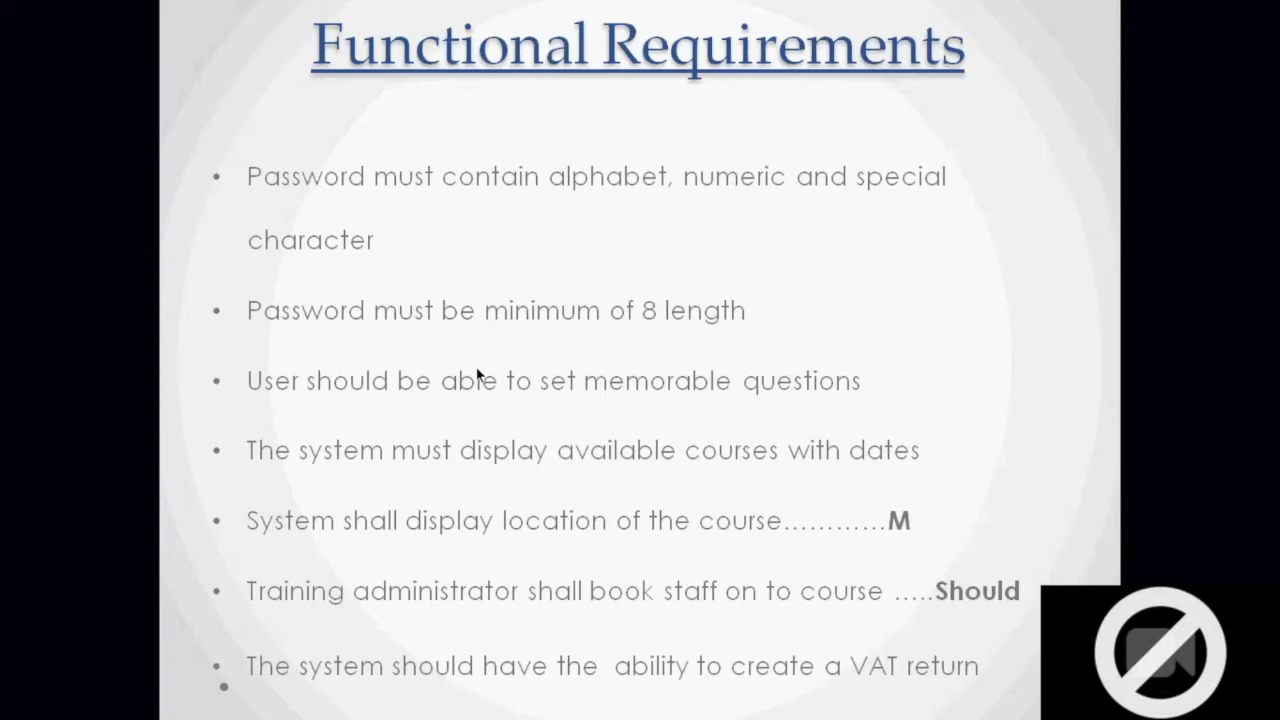 Functional Requirements
• Password must contain alphabet, numeric and special
character
• Password must be minimum of 8 length
• User should be able to set memorable questions
• The system must display available courses with dates
• System shall display location of the course…………M
• Training administrator shall book staff on to course …..Should
• The system should have the  ability to create a VAT return
•